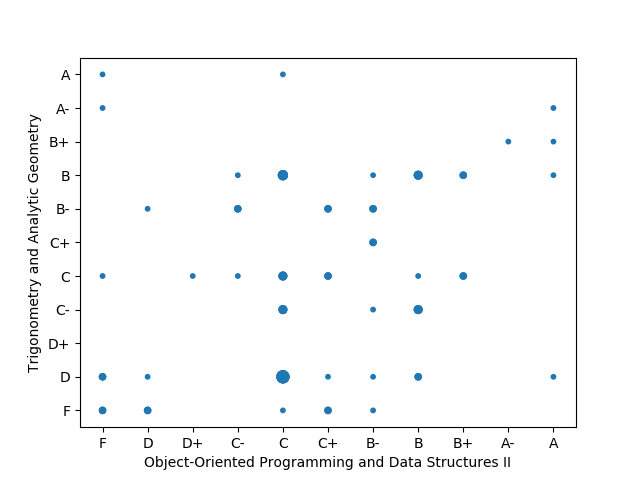 Trigonometry and Analytic Geometry
A
A-
B+
B
B-
C+
C
C-
D+
D
F
F D D+ C- C C+ B- B B+ A- A
Object-Oriented Programming and Data Structures II